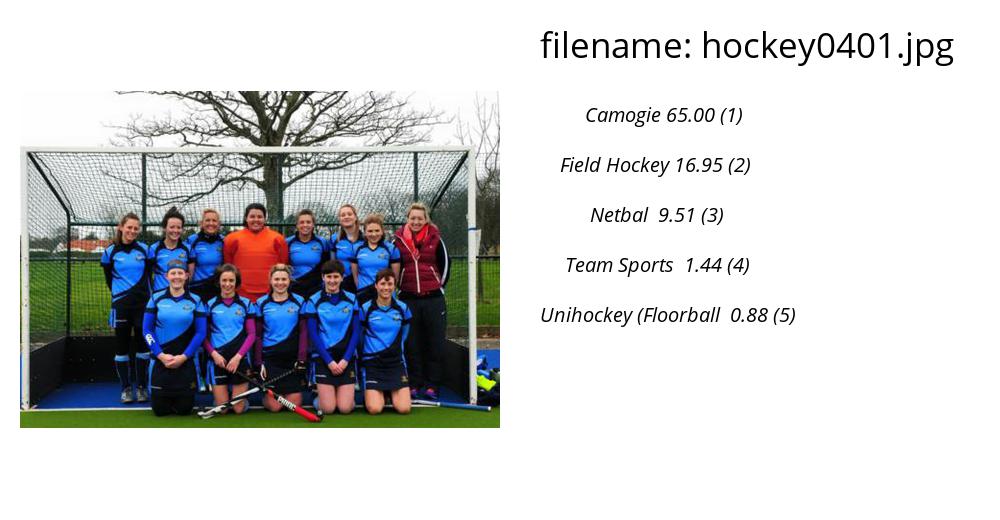 filename: hockey0401.jpg
Camogie 65.00 (1)
Field Hockey 16.95 (2)
Netbal 9.51 (3)
Team Sports 1.44 (4)
Unihockey (Floorball 0.88 (5)